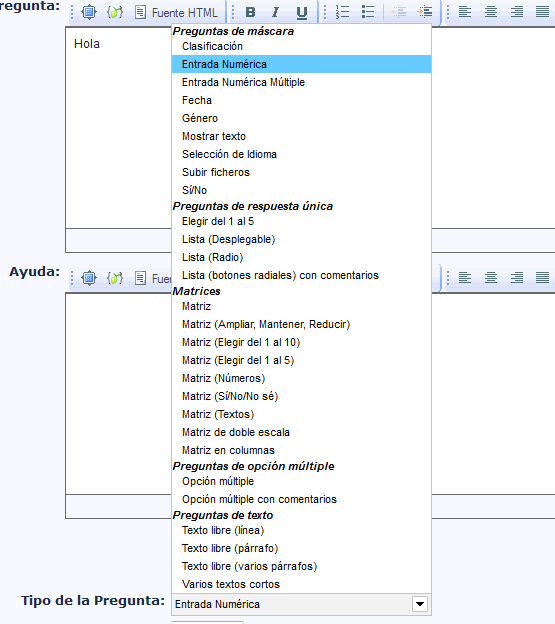 regunta:
Fuente HTML
B I U
Hola
Preguntas de máscara
Clasificación
Entrada Numérica
Entrada Numérica Múltiple
Fecha
Género
Mostrar texto
Selección de Idioma
Subir ficheros
Sí/No
Preguntas de respuesta única
Elegir del 1 al 5
Lista (Desplegable)
Lista (Radio)
Lista (botones radiales) con comentarios
Ayuda:
Fuen
Matrices
Matriz
Matriz (Ampliar, Mantener, Reducir)
Matriz (Elegir del 1 al 10)
Matriz (Elegir del 1 al 5)
Matriz (Números)
Matriz (Sí/No/No sé)
Matriz (Textos)
Matriz de doble escala
Matriz en columnas
Preguntas de opción múltiple
Opción múltiple
Opción múltiple con comentarios
Preguntas de texto
Texto libre (línea)
Texto libre (párrafo)
Texto libre (varios párrafos)
Varios textos cortos
Tipo de la Pregunta: Entrada Numérica